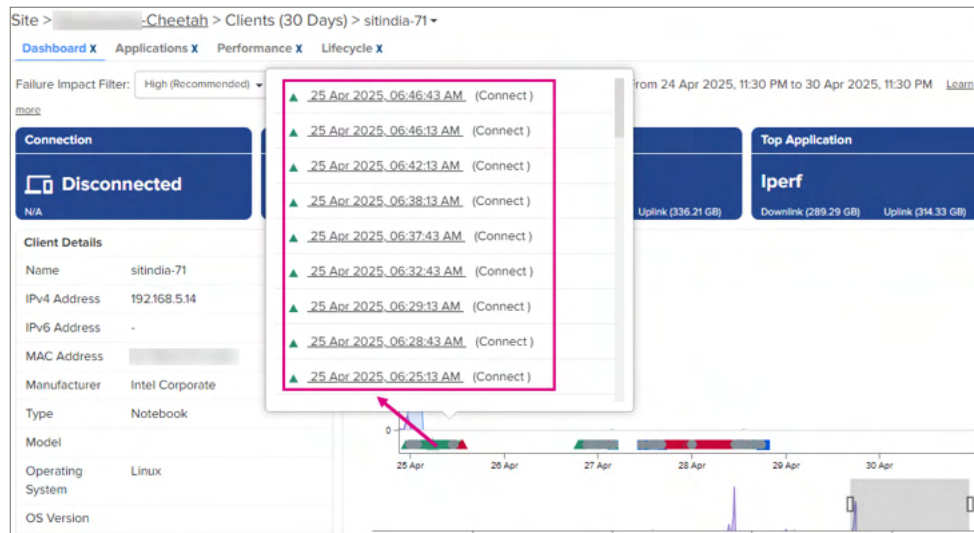 Site > -Cheetah > Clients (30 Days) > sitindia-71
Dashboard X Applications X Performance X Lifecycle X
Failure Impact Filter: High (Recommended) From 24 Apr 2025, 11:30 PM to 30 Apr 2025, 11:30 PM Learn
more
25 Apr 2025, 06:46:43 AM (Connect )
25 Apr 2025, 06:46:13 AM (Connect )
25 Apr 2025, 06:42:13 AM (Connect )
25 Apr 2025, 06:38:13 AM (Connect )
25 Apr 2025, 06:37:43 AM (Connect )
25 Apr 2025, 06:32:43 AM (Connect )
25 Apr 2025, 06:29:13 AM (Connect )
25 Apr 2025, 06:28:43 AM (Connect )
25 Apr 2025, 06:25:13 AM (Connect )
Connection
Disconnected
N/A
Uplink (336.21 GB)
Top Application
Iperf
Downlink (289.29 GB) Uplink (314.33 GB)
Client Details
Name sitindia-71
IPv4 Address 192.168.5.14
IPv6 Address -
MAC Address
Manufacturer Intel Corporate
Type Notebook
Model
Operating Linux
System
OS Version
0
25 Apr 26 Apr 27 Apr 28 Apr 29 Apr 30 Apr